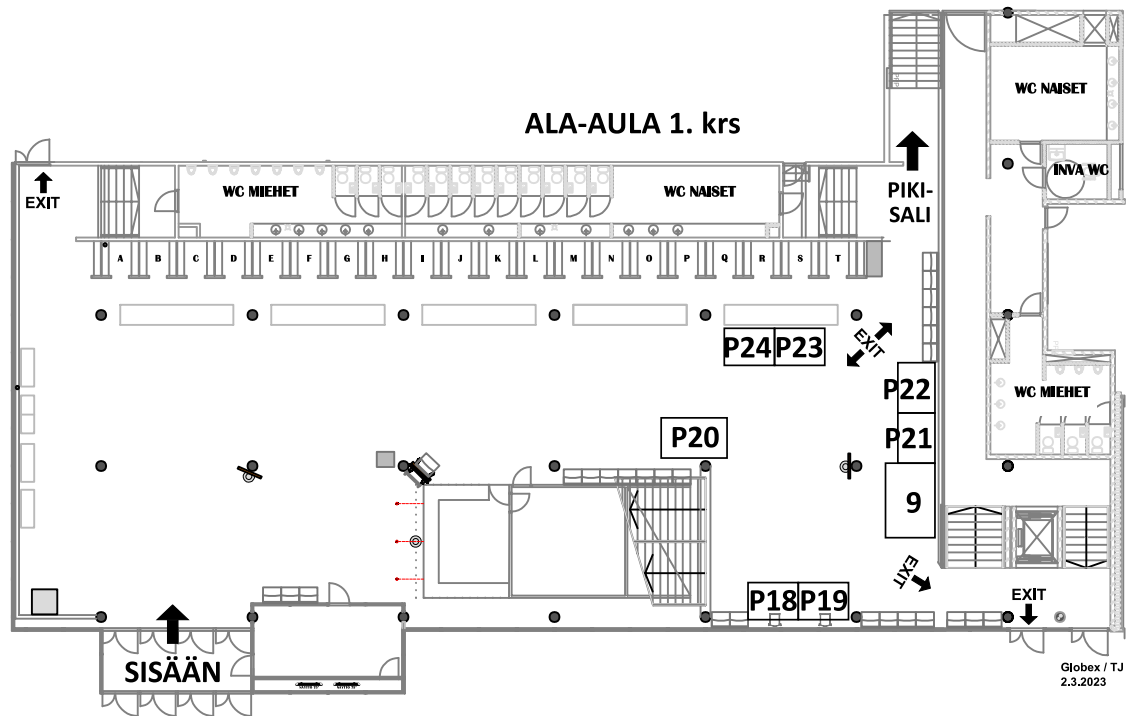 ALA-AULA 1. krs
WC NAISET
INVA WC
PIKI-
SALI
EXIT
WC MIEHET
WC NAISET
A B C D E F G H I J K L M N O P Q R S T
EXIT
P24 P23
P22
WC MIEHET
P21
P20
9
EXIT
P18 P19
EXIT
SISÄÄN
Globex / TJ
2.3.2023